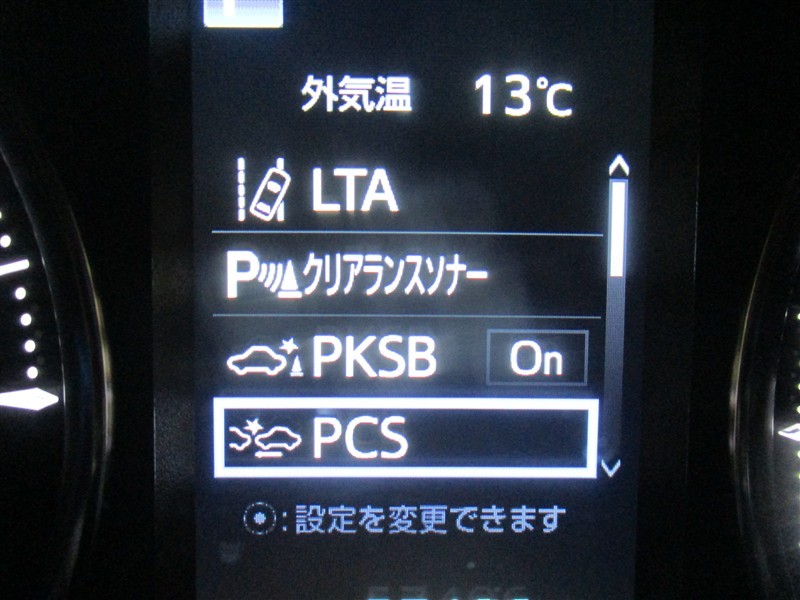 外気温 13℃
LTA
Pクリアランスソナー
PKSB On
PCS
:設定を変更できます